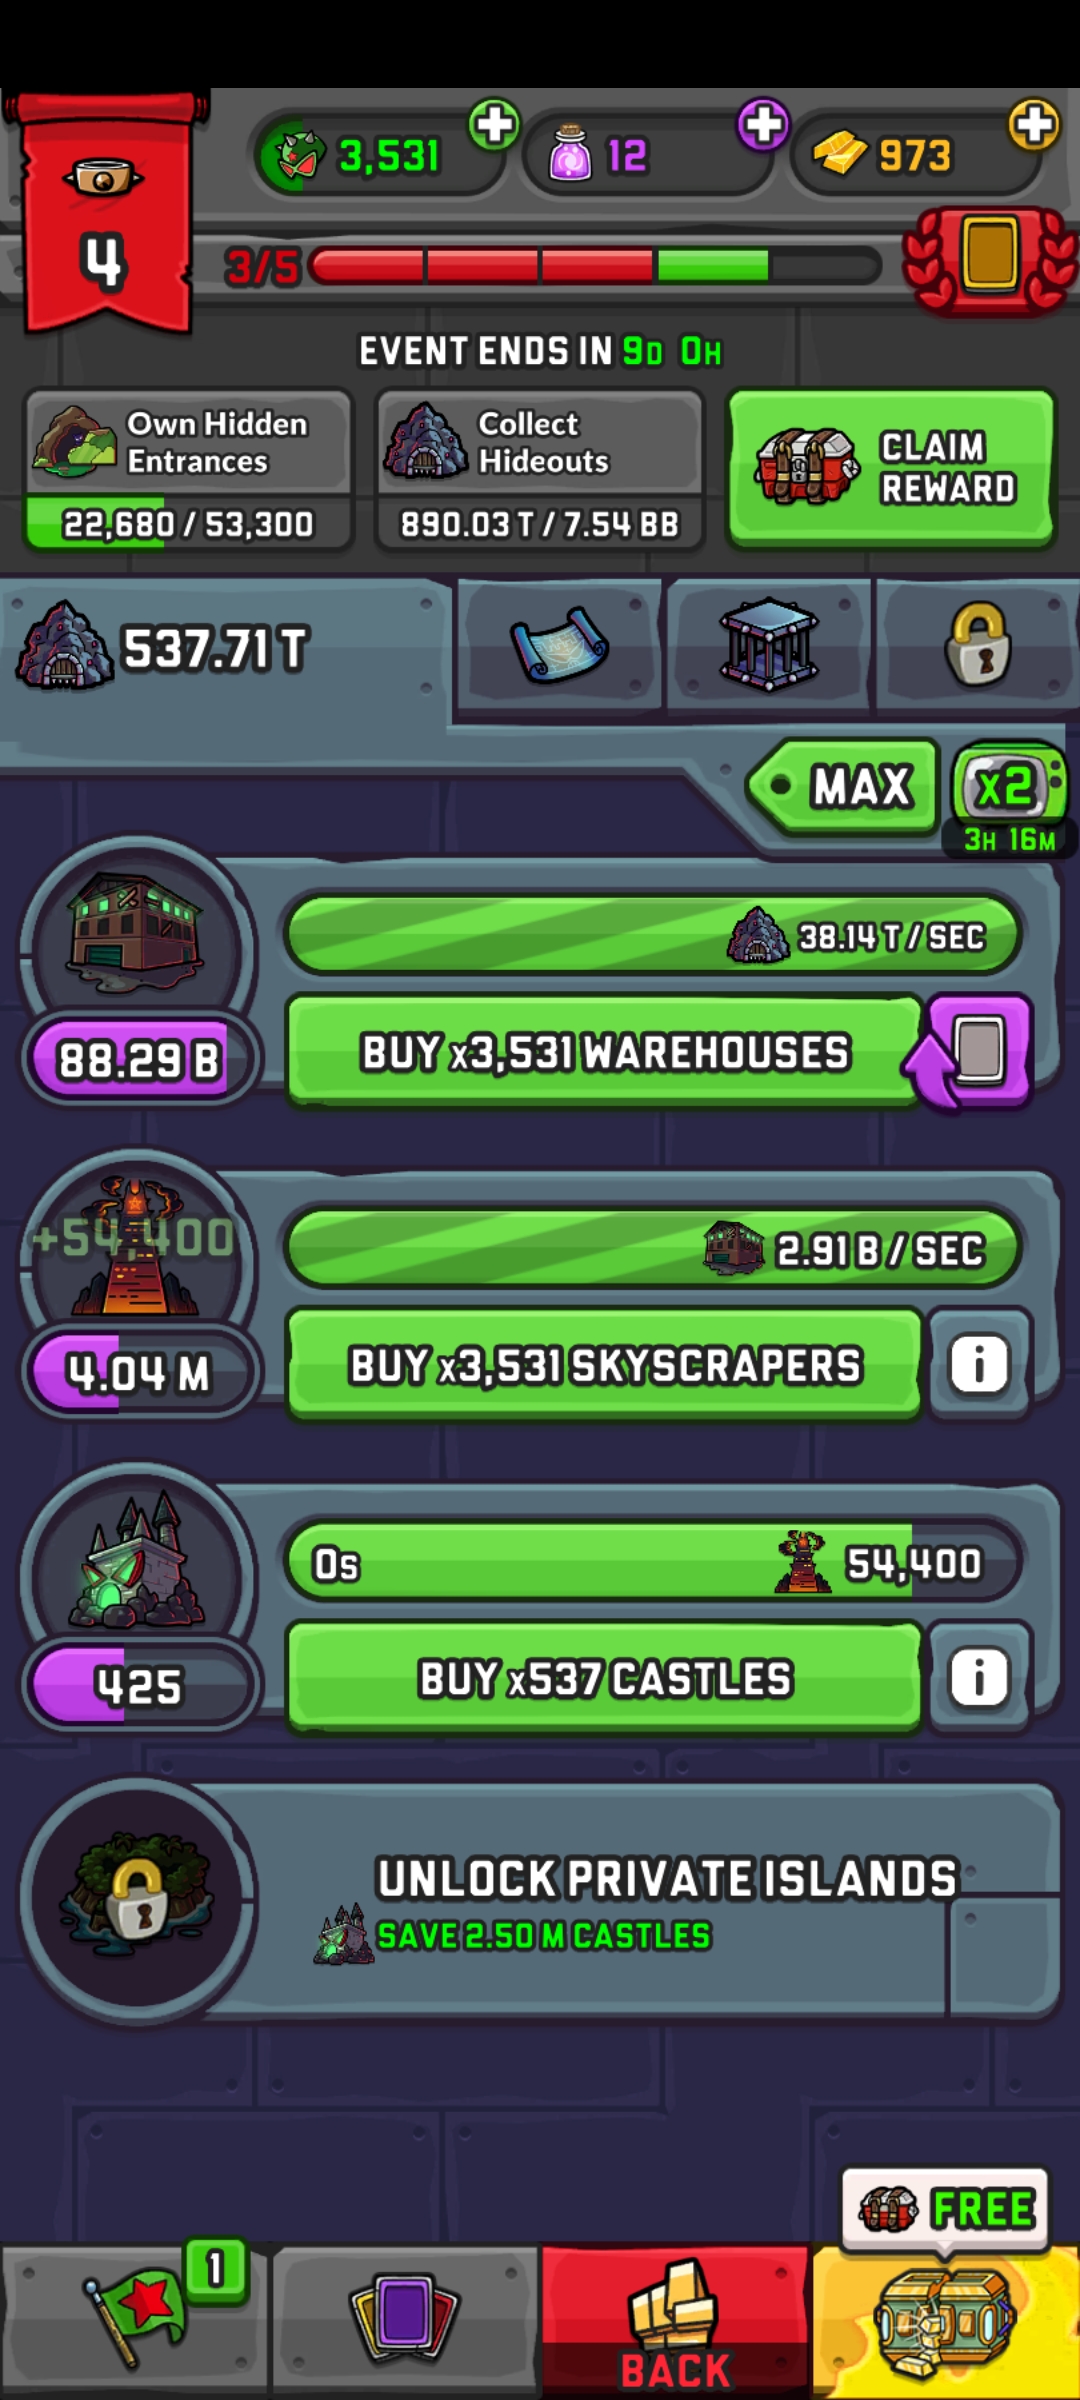 3,531
12
973
4
3/5
EVENT ENDS IN 9D 0H
Own Hidden
Entrances
22,680 / 53,300
Collect
Hideouts
890.03 T / 7.54 BB
CLAIM
REWARD
537.71 T
MAX
x2
3H 16M
38.14 T / SEC
88.29 B
BUY x3,531 WAREHOUSES
+54,400
2.91 B / SEC
4.04 M
BUY x3,531 SKYSCRAPERS
i
0s
54,400
425
BUY x537 CASTLES
i
UNLOCK PRIVATE ISLANDS
SAVE 2.50 M CASTLES
FREE
1
BACK